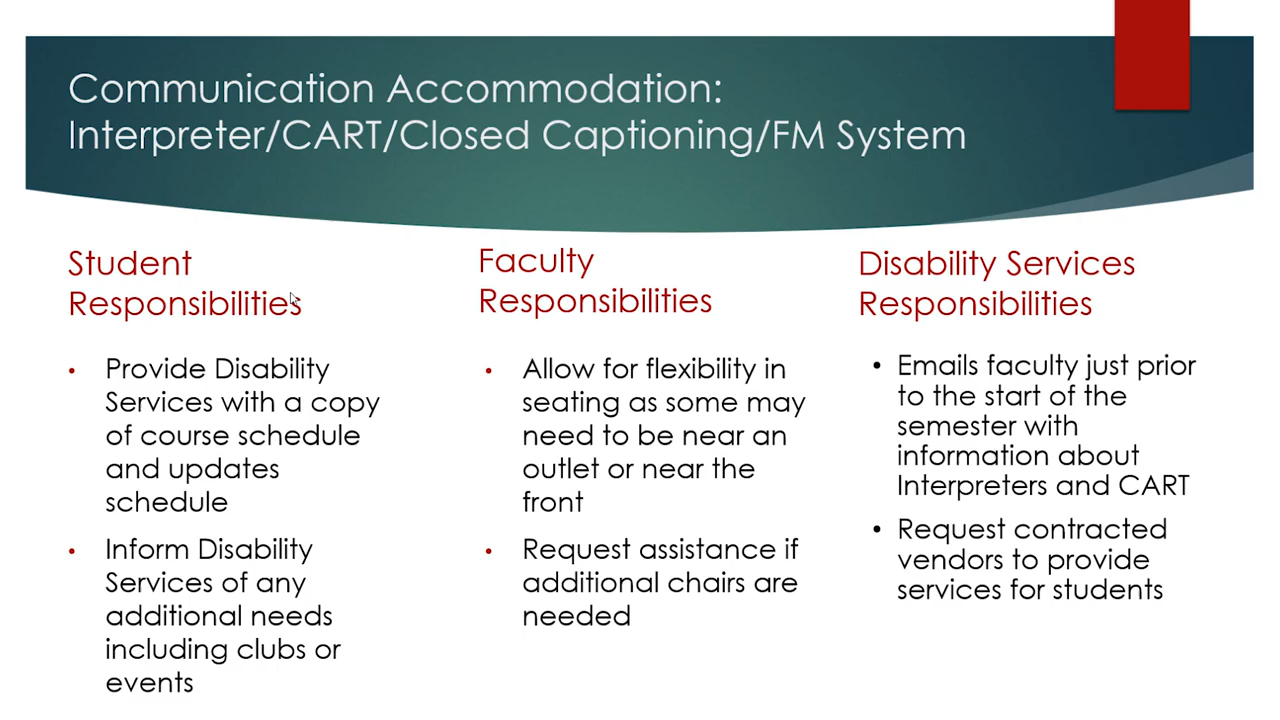 Communication Accommodation:
Interpreter/CART/Closed Captioning/FM System
Student
Responsibilities
• Provide Disability
Services with a copy
of course schedule
and updates
schedule
• Inform Disability
Services of any
additional needs
including clubs or
events
Faculty
Responsibilities
• Allow for flexibility in
seating as some may
need to be near an
outlet or near the
front
• Request assistance if
additional chairs are
needed
Disability Services
Responsibilities
• Emails faculty just prior
to the start of the
semester with
information about
Interpreters and CART
• Request contracted
vendors to provide
services for students